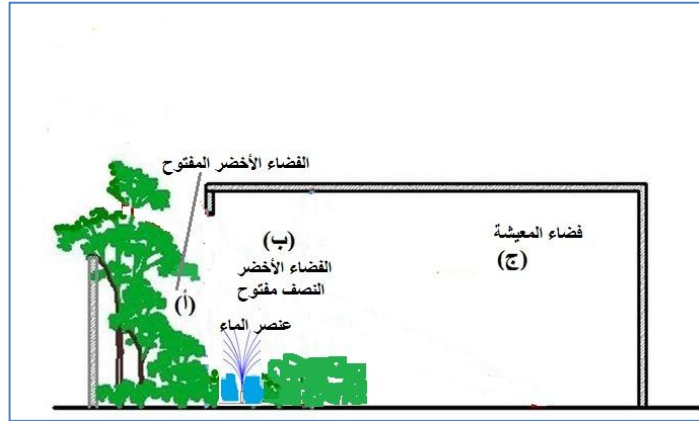 الفضاء الأخضر المفتوح
(أ)
(ب)
الفضاء الأخضر
النصف مفتوح
عنصر الماء
فضاء المعيشة
(ج)